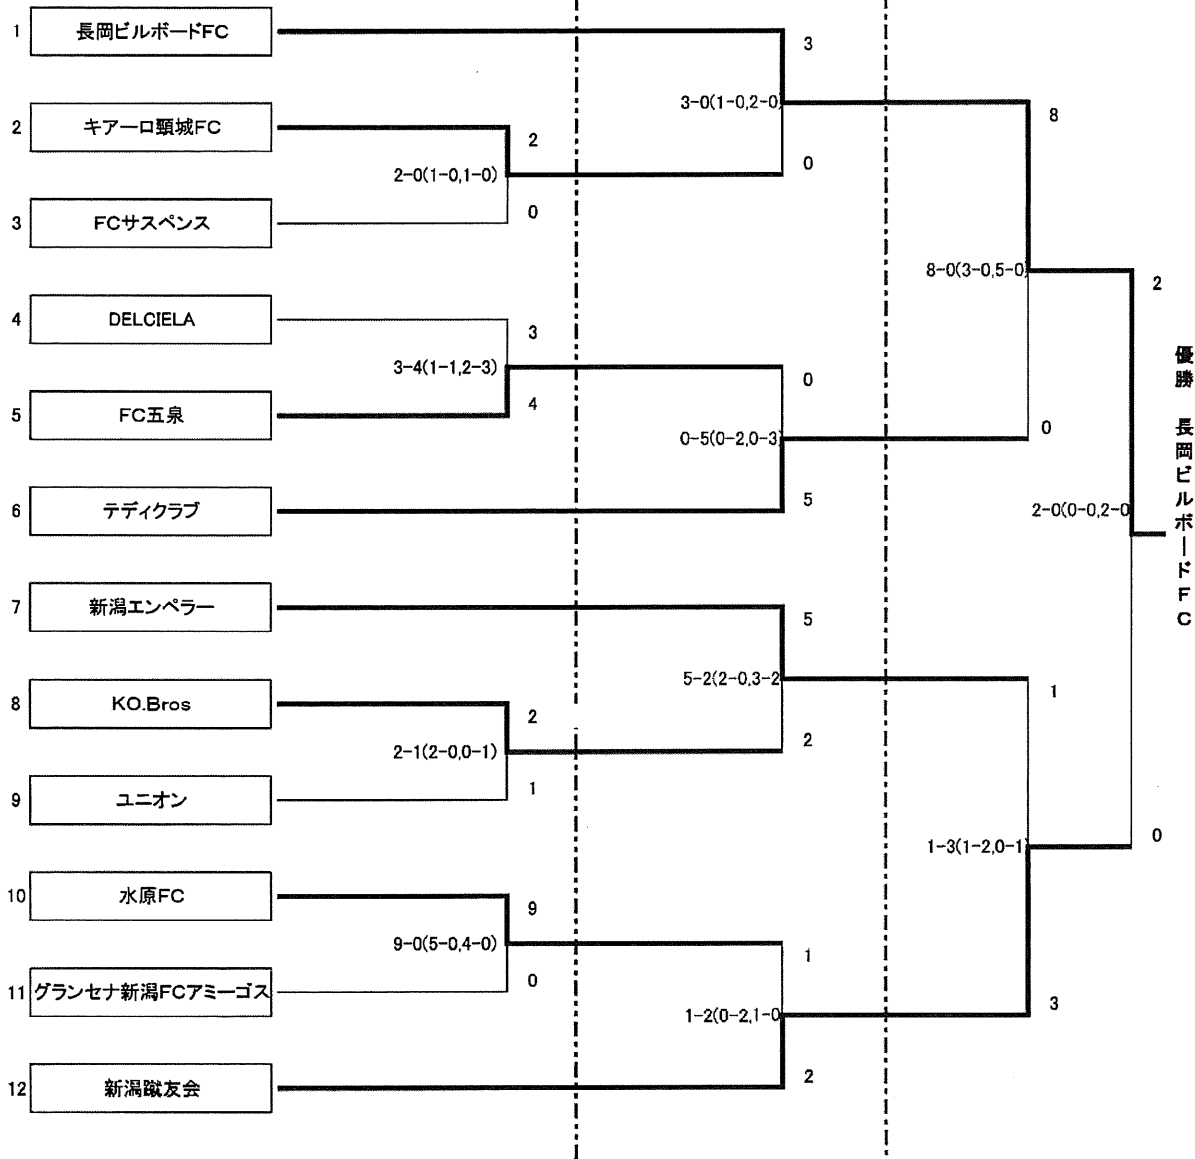 1 長岡ビルボードFC
3
3-0(1-0,2-0)
8
2 キアーロ頸城FC
2
2-0(1-0,1-0)
0
0
3 FCサスペンス
8-0(3-0,5-0)
2
4 DELCIELA
3
3-4(1-1,2-3)
0
5 FC五泉
4
0-5(0-2,0-3)
0
6 テディクラブ
5
2-0(0-0,2-0
優勝 長岡ビルボードFC
7 新潟エンペラー
5
5-2(2-0,3-2
1
8 KO.Bros
2
2-1(2-0,0-1)
2
9 ユニオン
1
1-3(1-2,0-1)
0
10 水原FC
9
9-0(5-0,4-0)
1
11 グランセナ新潟FCアミーゴス
0
1-2(0-2,1-0
3
12 新潟蹴友会
2